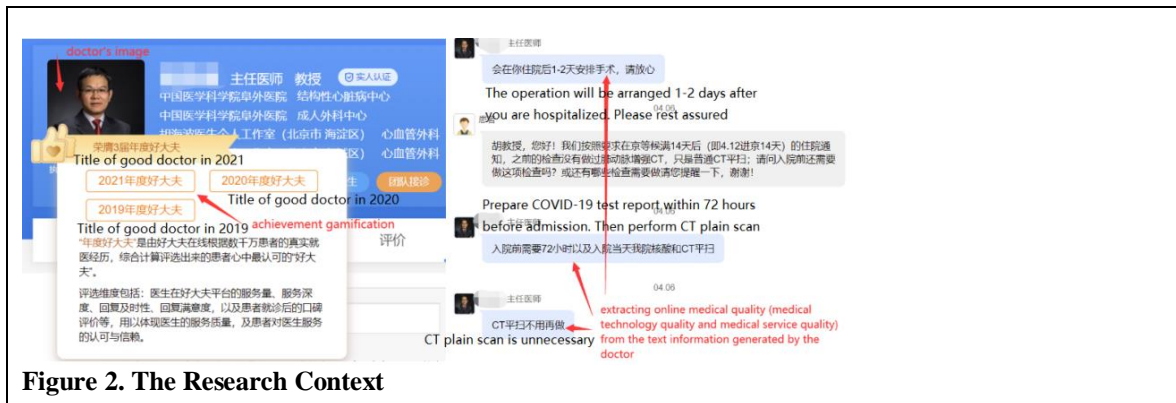 doctor's image
主任医师 教授 实人认证
中国医学科学院阜外医院 结构性心脏病中心
中国医学科学院阜外医院 成人外科中心
医生个人工作室（北京市 海淀区） 心血管外科
区） 心血管外科
荣膺3届年度好大夫
Title of good doctor in 2021
2021年度好大夫 2020年度好大夫 生 团队接诊
Title of good doctor in 2020
2019年度好大夫
achievement gamification
Title of good doctor in 2019
评价
“年度好大夫”是由好大夫在线根据数千万患者的真实就
医经历，综合计算评选出来的患者心中最认可的“好大
夫”。
评选维度包括：医生在好大夫平台的服务量、服务深
度、回复及时性、回复满意度，以及患者就诊后的口碑
评价等，用以体现医生的服务质量，及患者对医生服务
的认可与信赖。
主任医师
会在你住院后1-2天安排手术，请放心
The operation will be arranged 1-2 days after
04.06
you are hospitalized. Please rest assured
胡教授，您好！我们按照要求在京等候满14天后（即4.12进京14天）的住院通
知，之前的检查没有做过肺动脉增强CT，只是普通CT平扫；请问入院前还需要
做这项检查吗？或还有哪些检查需要做请您提醒一下，谢谢！
Prepare COVID-19 test report within 72 hours
04.06
before admission. Then perform CT plain scan
主任医师
入院前需要72小时以及入院当天我院核酸和CT平扫
04.06
主任医师
CT平扫不用再做
CT plain scan is unnecessary
extracting online medical quality (medical
technology quality and medical service quality)
from the text information generated by the
doctor
Figure 2. The Research Context